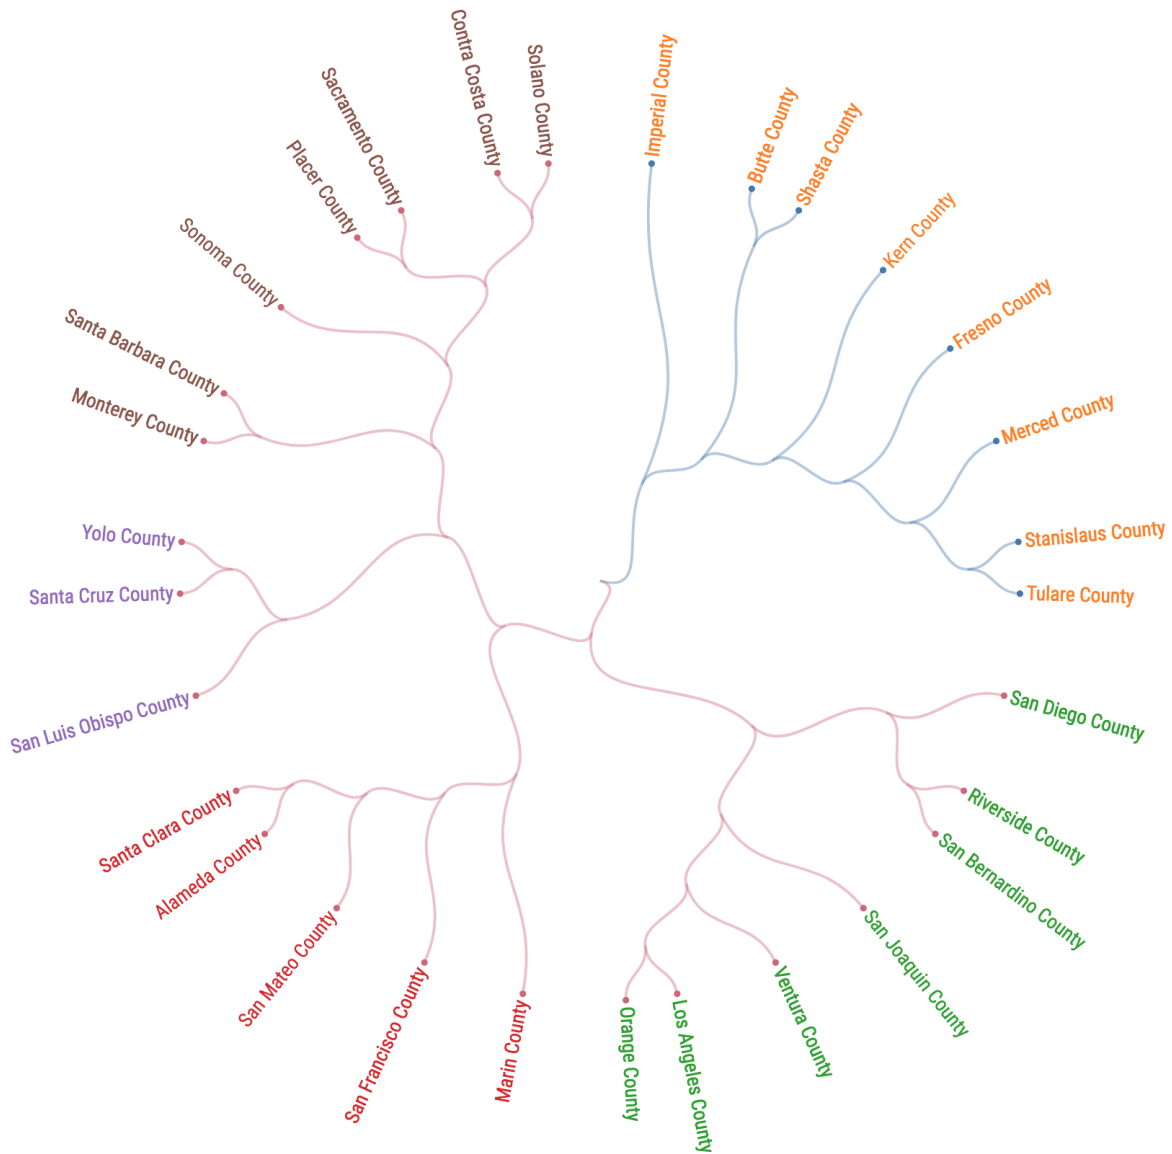 Contra Costa County
Solano County
Imperial County
Sacramento County
Butte County
Shasta County
Placer County
Kern County
Sonoma County
Fresno County
Santa Barbara County
Monterey County
Merced County
Yolo County
Stanislaus County
Santa Cruz County
Tulare County
San Luis Obispo County
San Diego County
Santa Clara County
Riverside County
Alameda County
San Bernardino County
San Mateo County
San Joaquin County
San Francisco County
Ventura County
Marin County
Orange County
Los Angeles County